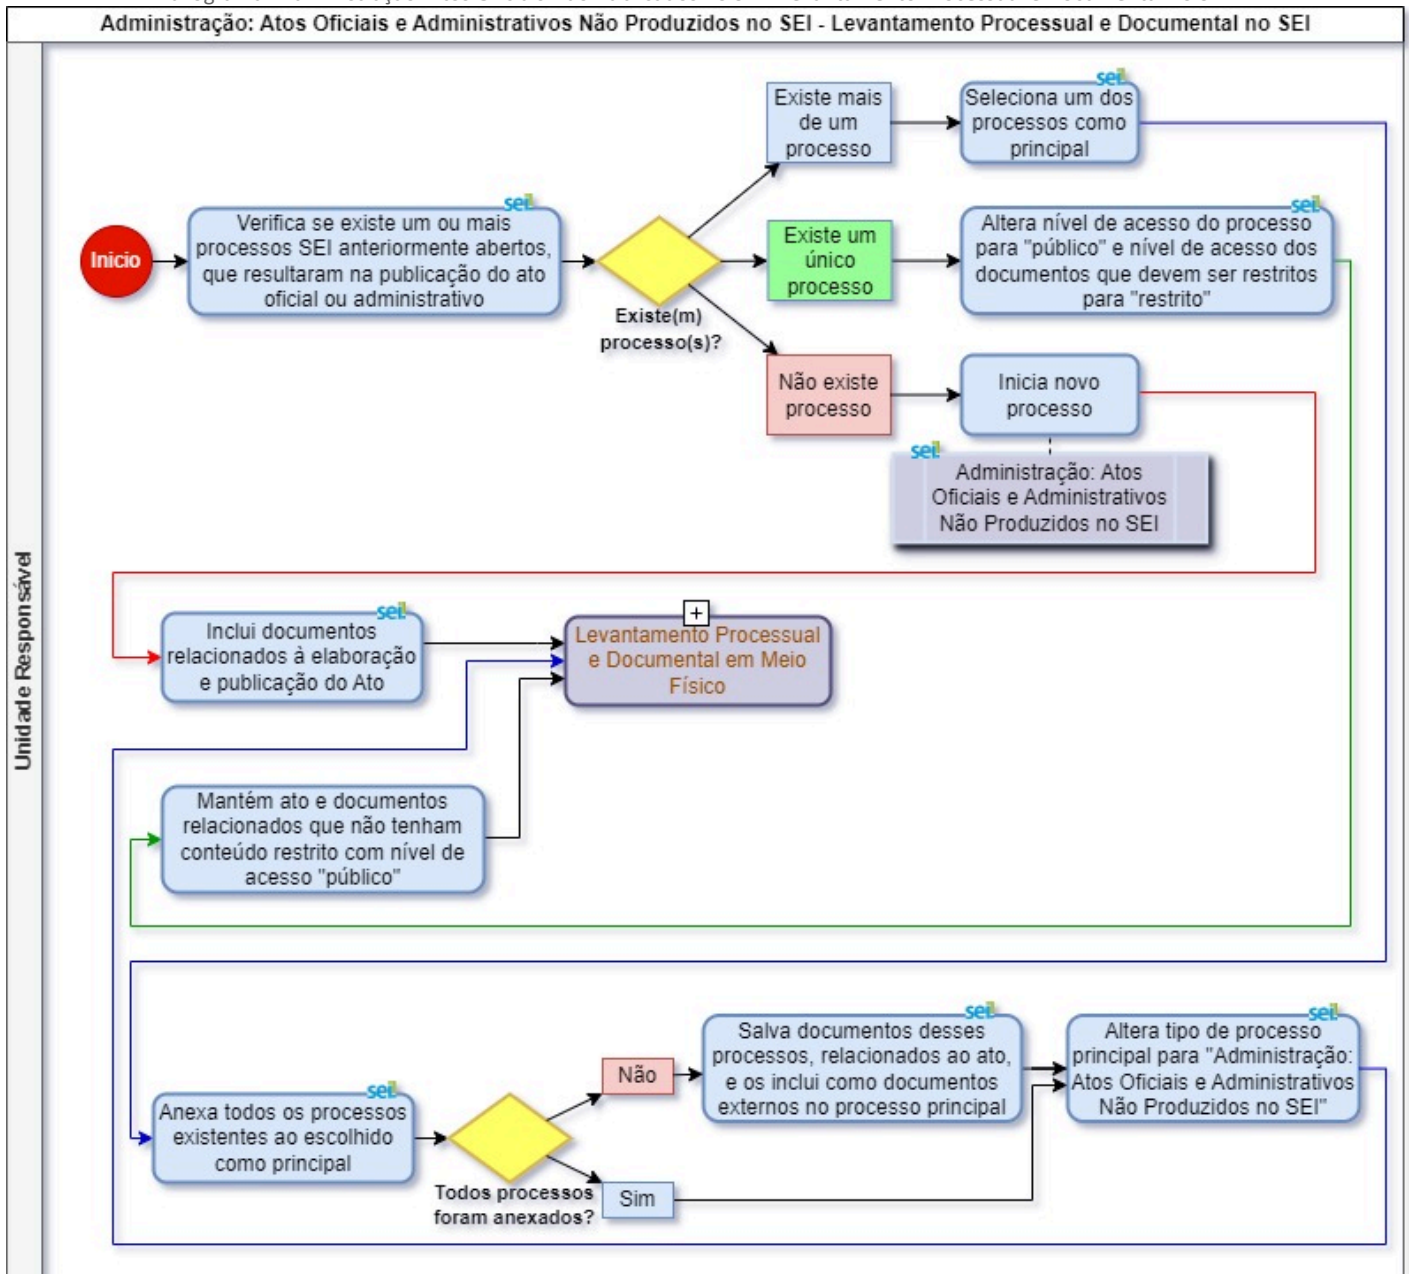 Administração: Atos Oficiais e Administrativos Não Produzidos no SEI - Levantamento Processual e Documental no SEI
Unidade Responsável
Inicio
sei!
Verifica se existe um ou mais
processos SEI anteriormente abertos,
que resultaram na publicação do ato
oficial ou administrativo
Existe(m)
processo(s)?
Existe mais
de um
processo
sei!
Seleciona um dos
processos como
principal
Existe um
único
processo
sei!
Altera nível de acesso do processo
para "público" e nível de acesso dos
documentos que devem ser restritos
para "restrito"
Não existe
processo
Inicia novo
processo
sei!
Administração: Atos
Oficiais e Administrativos
Não Produzidos no SEI
sei!
Inclui documentos
relacionados à elaboração
e publicação do Ato
+
Levantamento Processual
e Documental em Meio
Físico
Mantém ato e documentos
relacionados que não tenham
conteúdo restrito com nível de
acesso "público"
sei!
Anexa todos os processos
existentes ao escolhido
como principal
Todos processos
foram anexados?
Não
Sim
sei!
Salva documentos desses
processos, relacionados ao ato,
e os inclui como documentos
externos no processo principal
sei!
Altera tipo de processo
principal para "Administração:
Atos Oficiais e Administrativos
Não Produzidos no SEI"